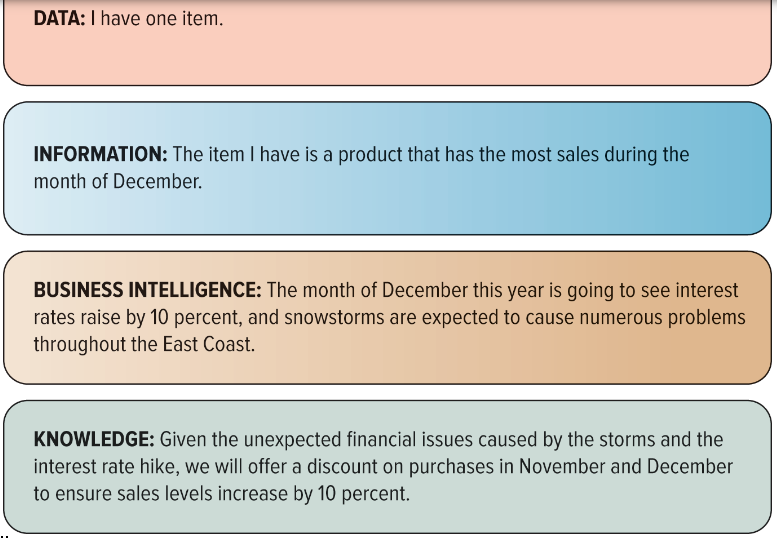 DATA: I have one item.
INFORMATION: The item I have is a product that has the most sales during the
month of December.
BUSINESS INTELLIGENCE: The month of December this year is going to see interest
rates raise by 10 percent, and snowstorms are expected to cause numerous problems
throughout the East Coast.
KNOWLEDGE: Given the unexpected financial issues caused by the storms and the
interest rate hike, we will offer a discount on purchases in November and December
to ensure sales levels increase by 10 percent.